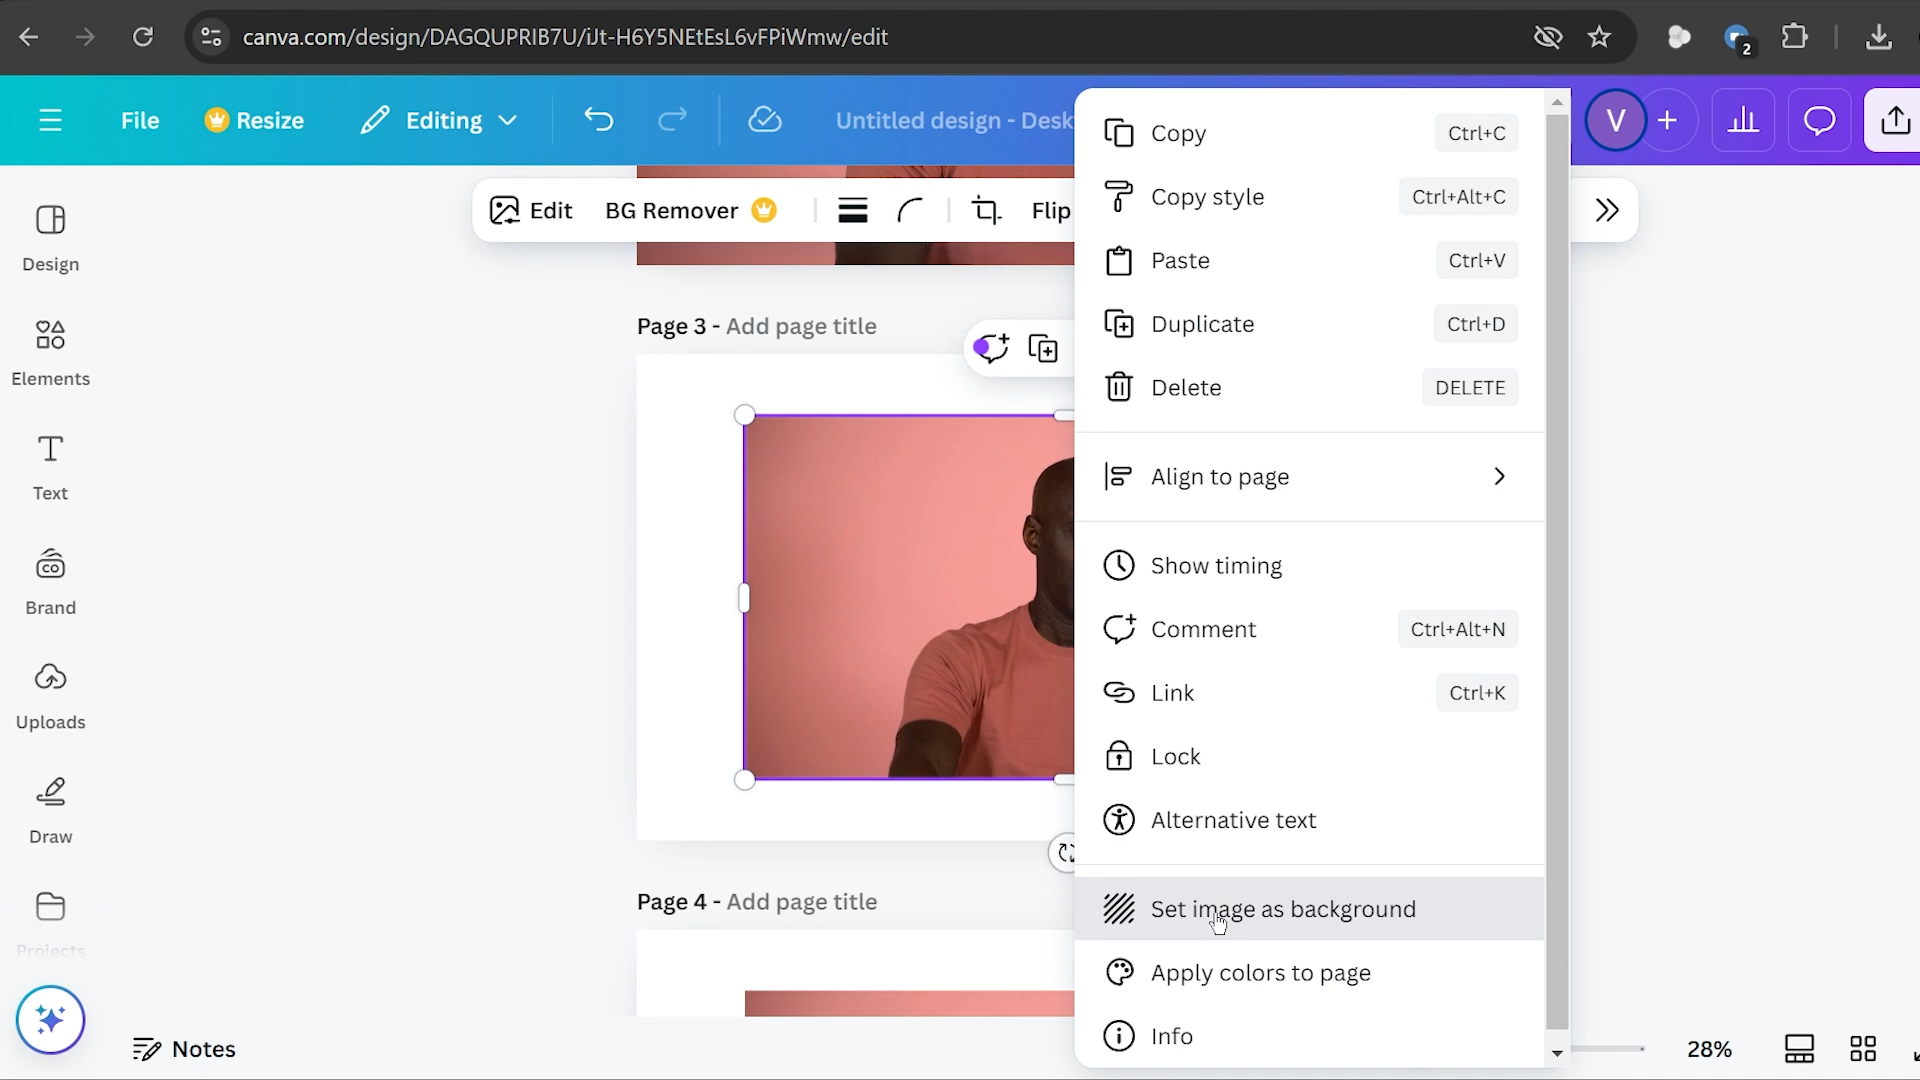 canva.com/design/DAGQUPRIB7U/iJt-H6Y5NEtEsL6vFPiWmw/edit
2
File
Resize
Editing
Untitled design - Desk
V
Edit
BG Remover
Flip
Design
Elements
Text
Brand
Uploads
Draw
Projects
Page 3 - Add page title
Page 4 - Add page title
Copy Ctrl+C
Copy style Ctrl+Alt+C
Paste Ctrl+V
Duplicate Ctrl+D
Delete DELETE
Align to page
Show timing
Comment Ctrl+Alt+N
Link Ctrl+K
Lock
Alternative text
Set image as background
Apply colors to page
Info
Notes
28%